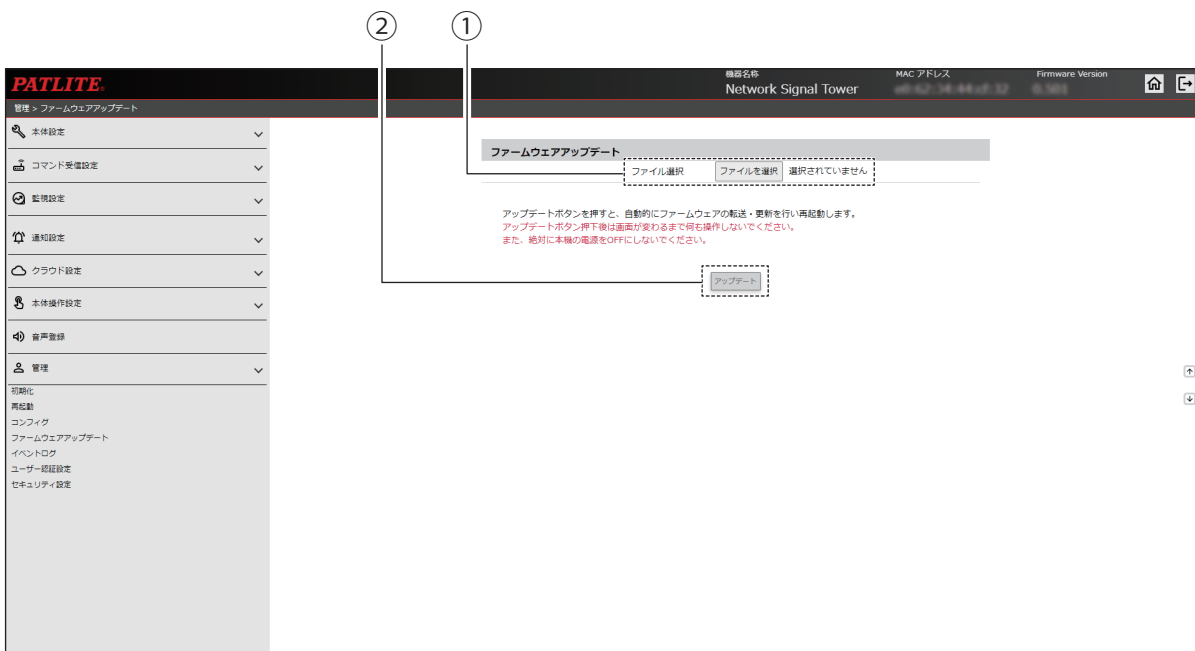 ② ①
PATLITE®
機器名称
Network Signal Tower
MAC アドレス
Firmware Version
管理 > ファームウェアアップデート
本体設定
コマンド受信設定
監視設定
通知設定
クラウド設定
本体操作設定
音声登録
管理
初期化
再起動
コンフィグ
ファームウェアアップデート
イベントログ
ユーザー認証設定
セキュリティ設定
ファームウェアアップデート
ファイル選択 ファイルを選択 選択されていません
アップデートボタンを押すと、自動的にファームウェアの転送・更新を行い再起動します。
アップデートボタン押下後は画面が変わるまで何も操作しないでください。
また、絶対に本機の電源をOFFにしないでください。
アップデート